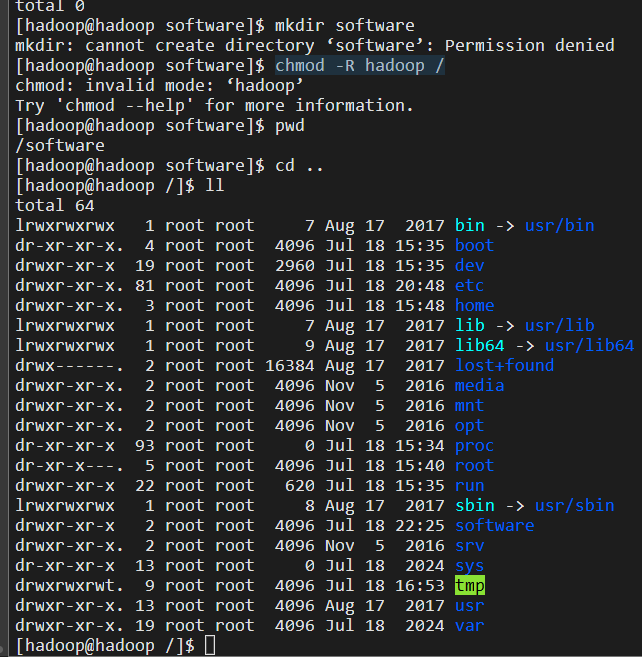 total 0
[hadoop@hadoop software]$ mkdir software
mkdir: cannot create directory ‘software’: Permission denied
[hadoop@hadoop software]$ chmod -R hadoop /
chmod: invalid mode: ‘hadoop’
Try 'chmod --help' for more information.
[hadoop@hadoop software]$ pwd
/software
[hadoop@hadoop software]$ cd ..
[hadoop@hadoop /]$ ll
total 64
lrwxrwxrwx   1 root root     7 Aug 17  2017 bin -> usr/bin
dr-xr-xr-x.  4 root root  4096 Jul 18 15:35 boot
drwxr-xr-x  19 root root  2960 Jul 18 15:35 dev
drwxr-xr-x. 81 root root  4096 Jul 18 20:48 etc
drwxr-xr-x.  3 root root  4096 Jul 18 15:48 home
lrwxrwxrwx   1 root root     7 Aug 17  2017 lib -> usr/lib
lrwxrwxrwx   1 root root     9 Aug 17  2017 lib64 -> usr/lib64
drwx------.  2 root root 16384 Aug 17  2017 lost+found
drwxr-xr-x.  2 root root  4096 Nov  5  2016 media
drwxr-xr-x.  2 root root  4096 Nov  5  2016 mnt
drwxr-xr-x.  2 root root  4096 Nov  5  2016 opt
dr-xr-xr-x  93 root root     0 Jul 18 15:34 proc
dr-xr-x---.  5 root root  4096 Jul 18 15:40 root
drwxr-xr-x  22 root root   620 Jul 18 15:35 run
lrwxrwxrwx   1 root root     8 Aug 17  2017 sbin -> usr/sbin
drwxr-xr-x   2 root root  4096 Jul 18 22:25 software
drwxr-xr-x.  2 root root  4096 Nov  5  2016 srv
dr-xr-xr-x  13 root root     0 Jul 18  2024 sys
drwxrwxrwt.  9 root root  4096 Jul 18 16:53 tmp
drwxr-xr-x. 13 root root  4096 Aug 17  2017 usr
drwxr-xr-x. 19 root root  4096 Jul 18  2024 var
[hadoop@hadoop /]$